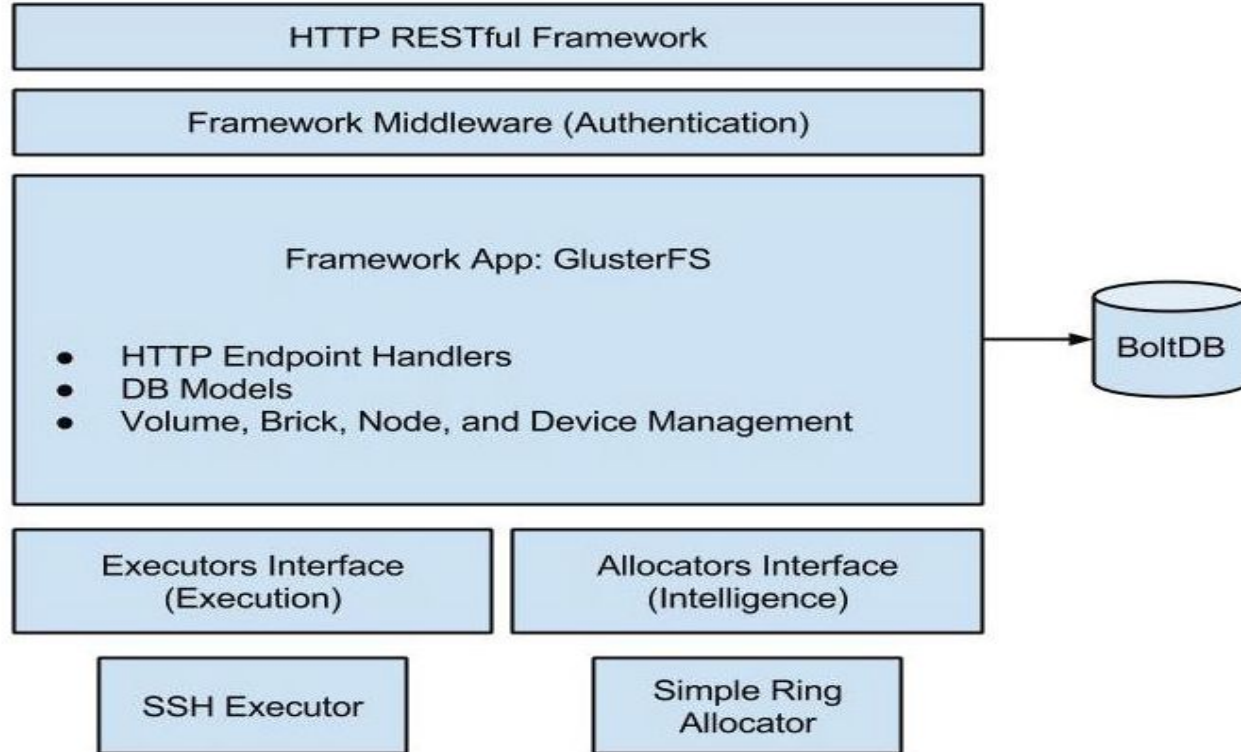 HTTP RESTful Framework
Framework Middleware (Authentication)
Framework App: GlusterFS
● HTTP Endpoint Handlers
● DB Models
● Volume, Brick, Node, and Device Management
BoltDB
Executors Interface
(Execution)
Allocators Interface
(Intelligence)
SSH Executor
Simple Ring
Allocator